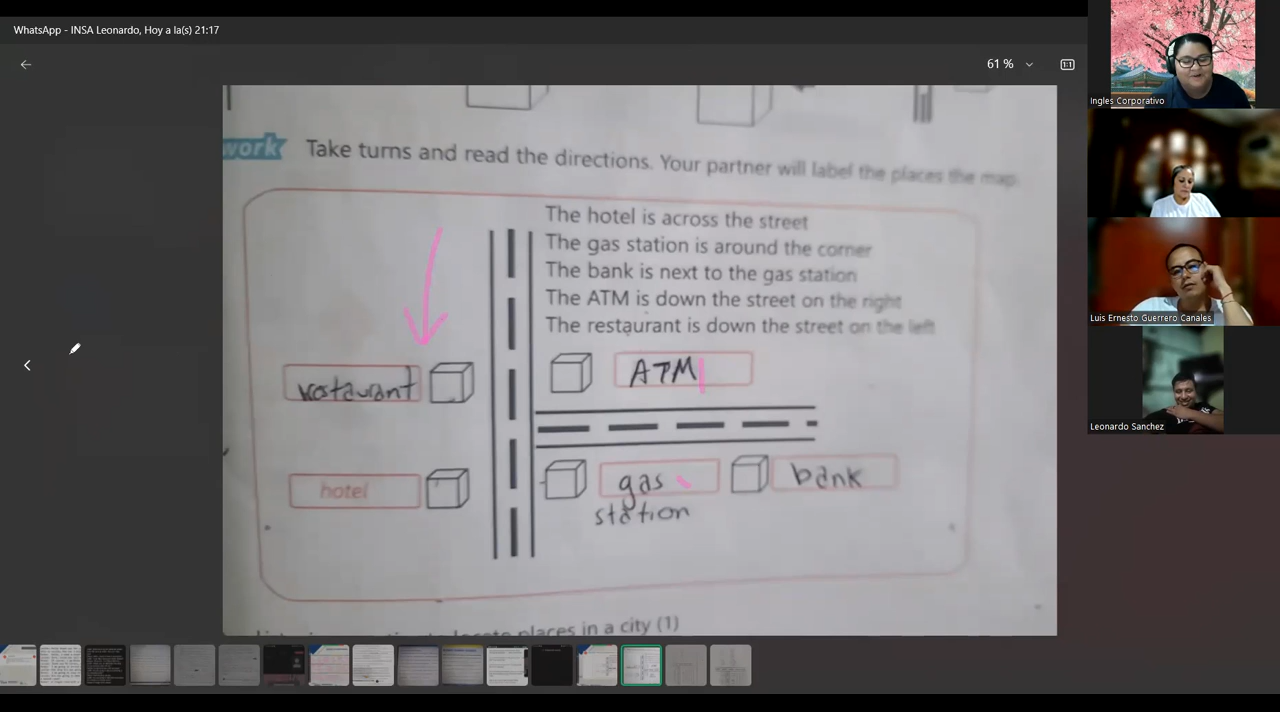 WhatsApp - INSA Leonardo, Hoy a la(s) 21:17
61 %
1:1
work Take turns and read the directions. Your partner will label the places the map
The hotel is across the street
The gas station is around the corner
The bank is next to the gas station
The ATM is down the street on the right
The restaurant is down the street on the left
restaurant
ATM
hotel
gas station
bank
places in a city (1)
Ingles Corporativo
Luis Ernesto Guerrero Canales
Leonardo Sanchez